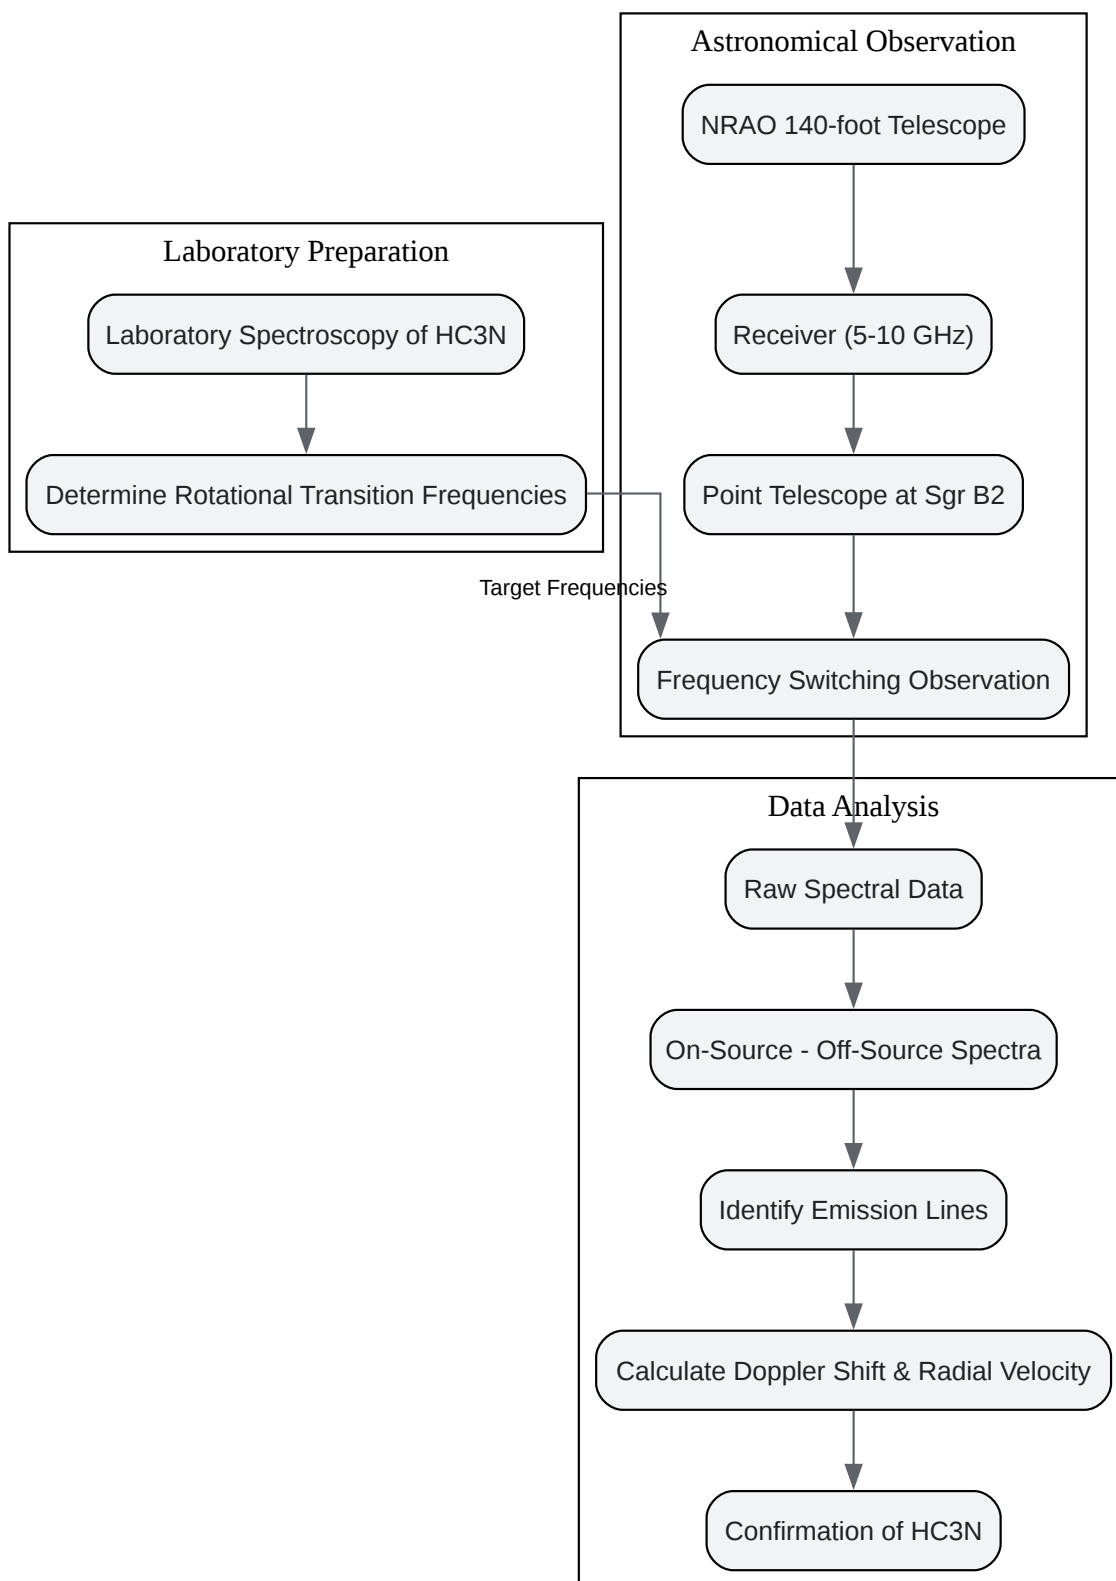 Astronomical Observation
NRAO 140-foot Telescope
Laboratory Preparation
Laboratory Spectroscopy of HC3N
Receiver (5-10 GHz)
Determine Rotational Transition Frequencies
Point Telescope at Sgr B2
Target Frequencies
Frequency Switching Observation
Data Analysis
Raw Spectral Data
On-Source - Off-Source Spectra
Identify Emission Lines
Calculate Doppler Shift & Radial Velocity
Confirmation of HC3N